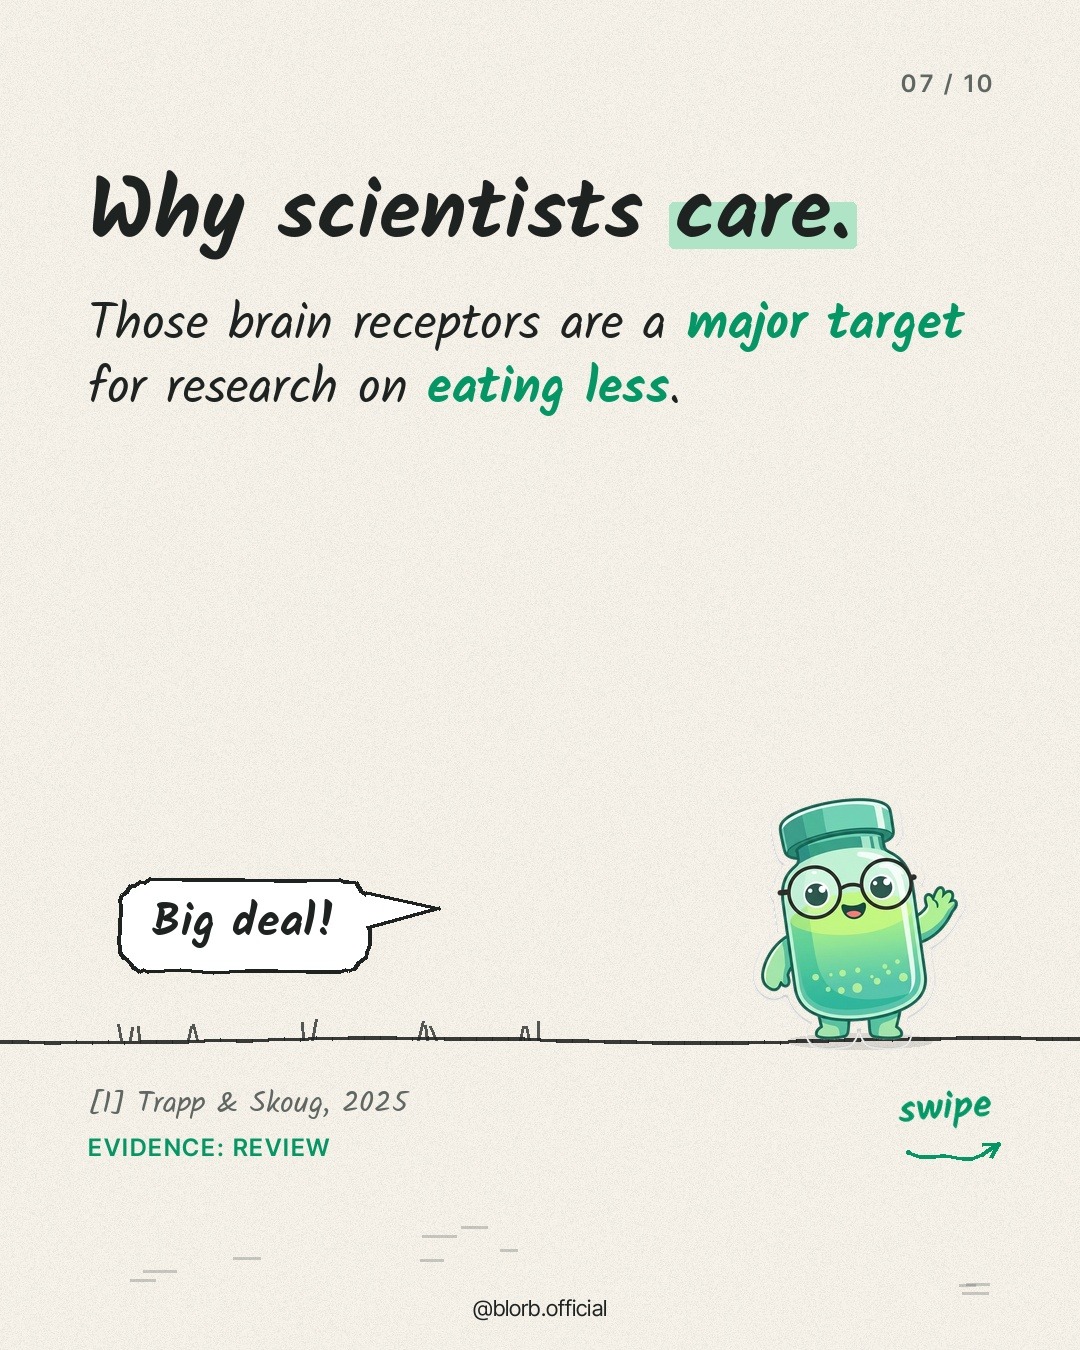 07 / 10
Why scientists care.
Those brain receptors are a major target
for research on eating less.
Big deal!
[1] Trapp & Skoug, 2025
EVIDENCE: REVIEW
swipe
@blorb.official